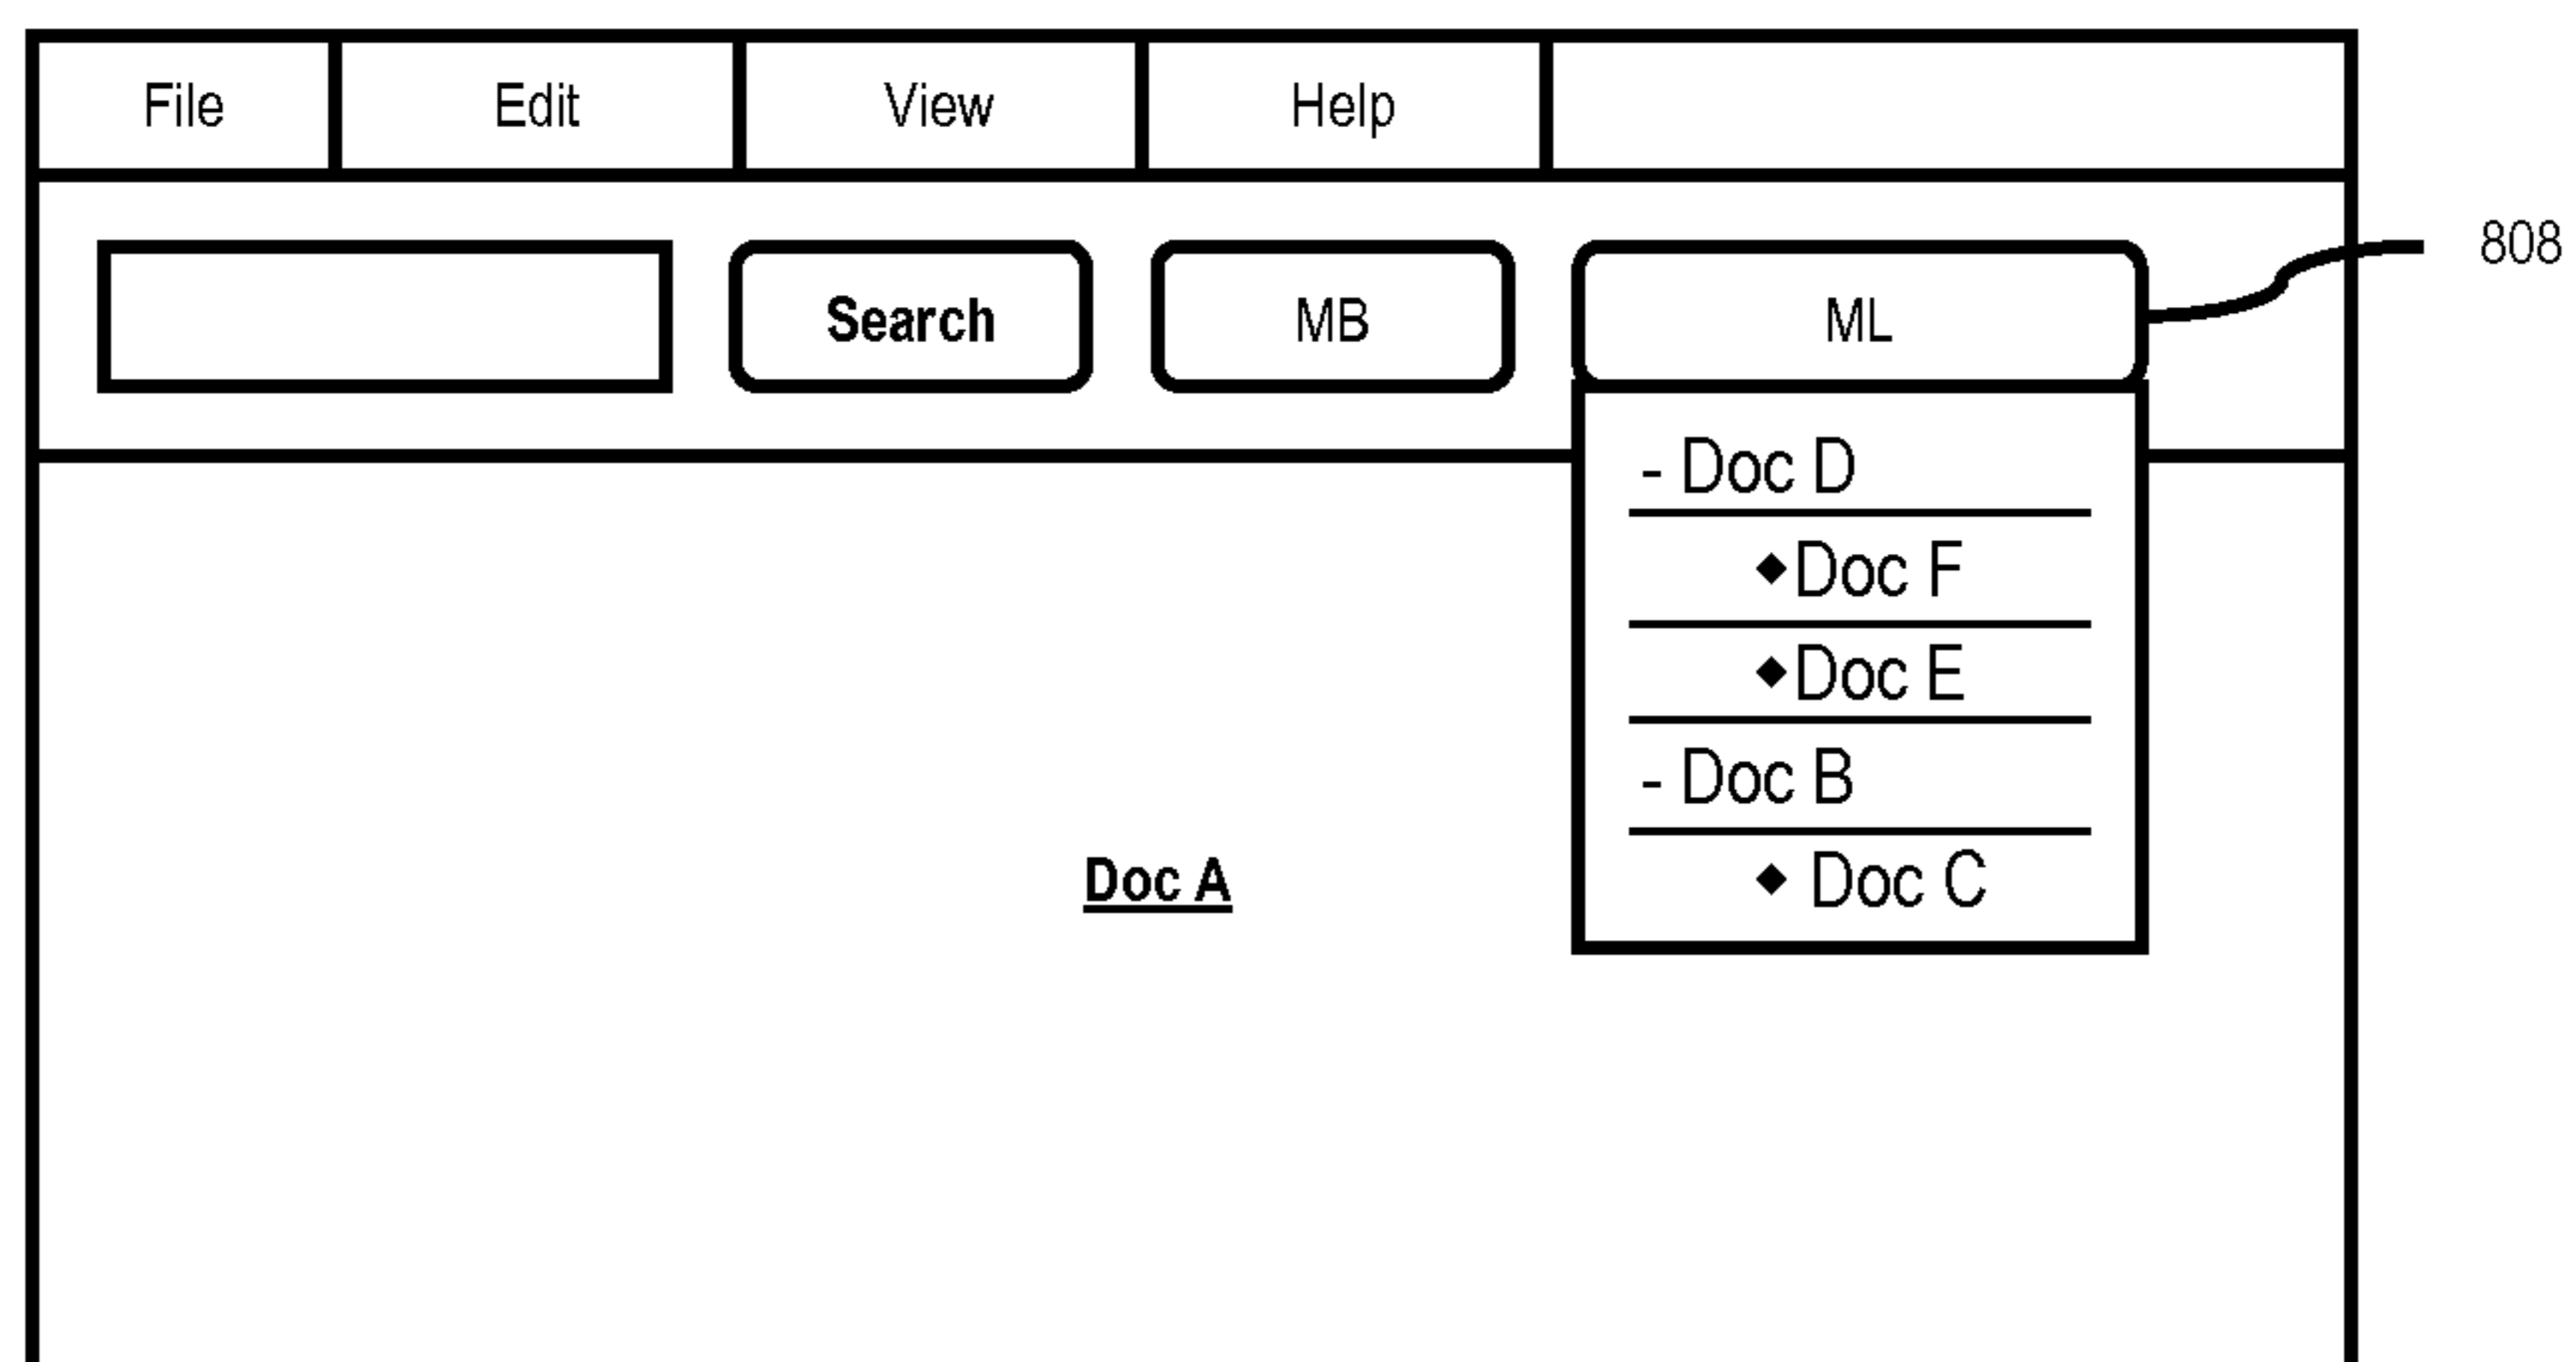 File Edit View Help
808
Search MB ML
- Doc D
◆Doc F
◆Doc E
- Doc B
◆ Doc C
Doc A